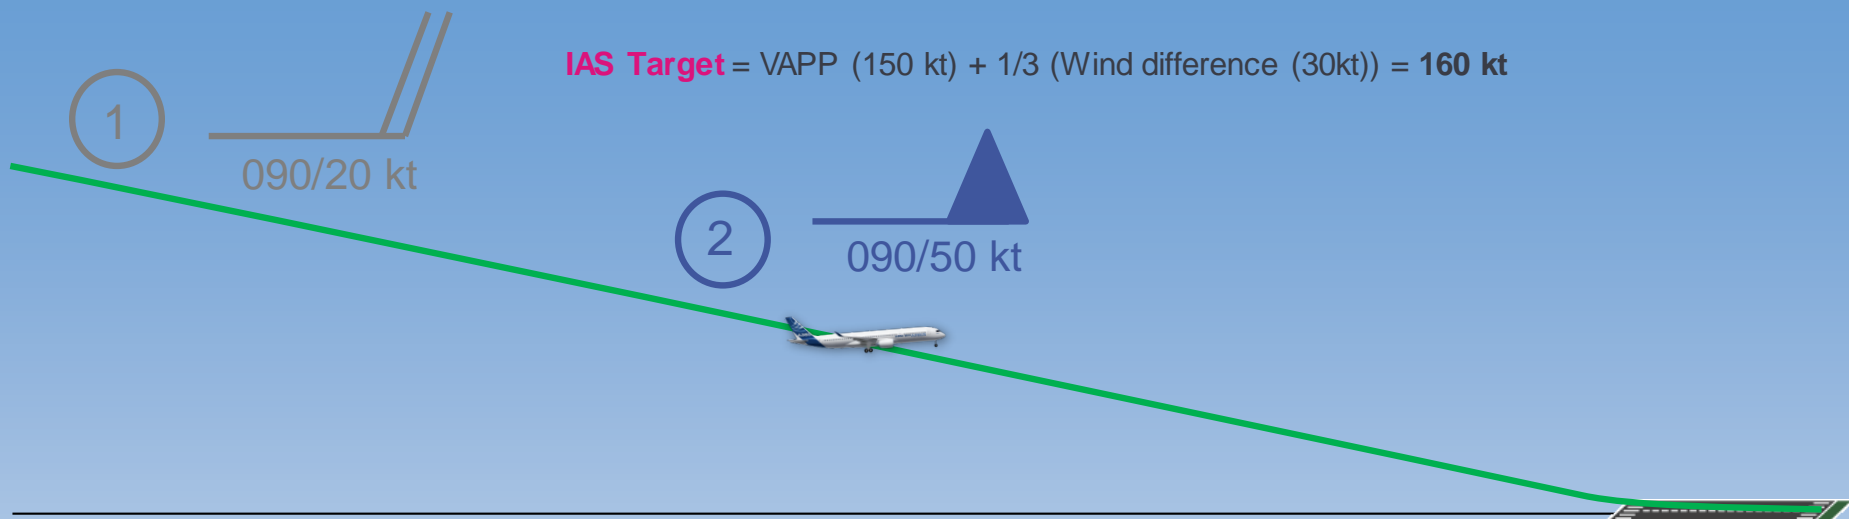 IAS Target = VAPP (150 kt) + 1/3 (Wind difference (30kt)) = 160 kt
1
090/20 kt
2
090/50 kt